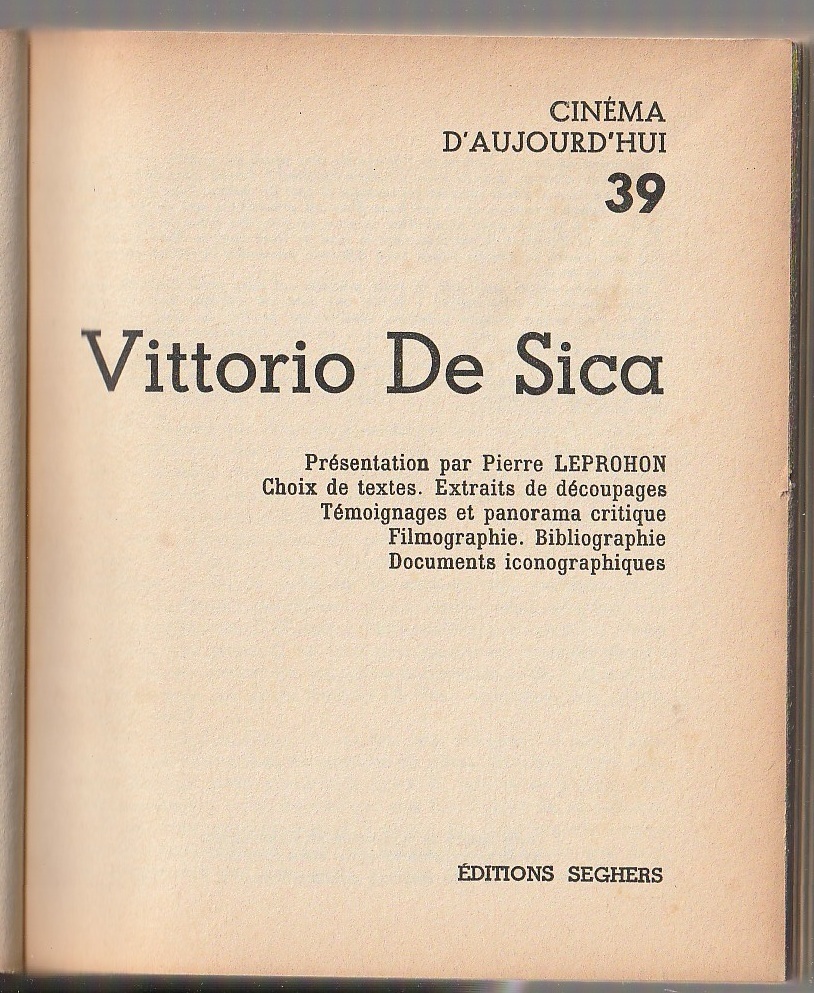 CINÉMA
D'AUJOURD'HUI
39
Vittorio De Sica
Présentation par Pierre LEPROHON
Choix de textes. Extraits de découpages
Témoignages et panorama critique
Filmographie. Bibliographie
Documents iconographiques
ÉDITIONS SEGHERS